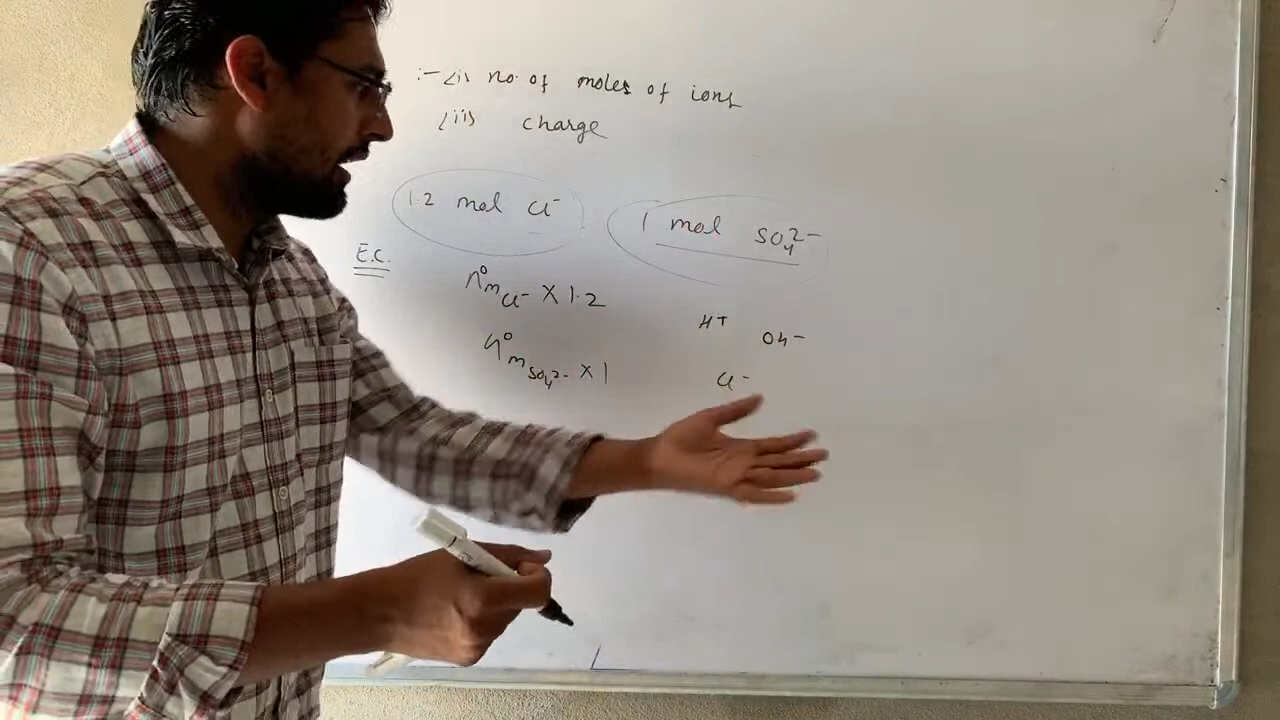 :- <i> no. of moles of ions
<ii> charge
1.2 mol Cl⁻ 1 mol SO₄²⁻
E.C.
Λ°m Cl⁻ X 1.2
H⁺ OH⁻
Λ°m SO₄²⁻ X 1
Cl⁻